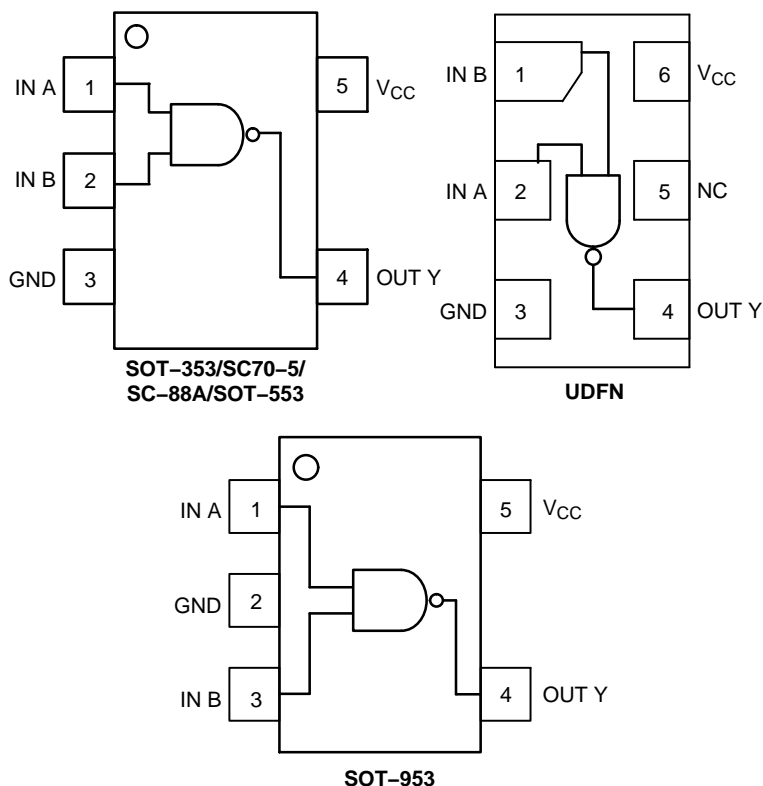 IN A 1
5 VCC
IN B 2
GND 3
4 OUT Y
SOT–353/SC70–5/
SC–88A/SOT–553
IN B 1
6 VCC
IN A 2
5 NC
GND 3
4 OUT Y
UDFN
IN A 1
5 VCC
GND 2
IN B 3
4 OUT Y
SOT–953